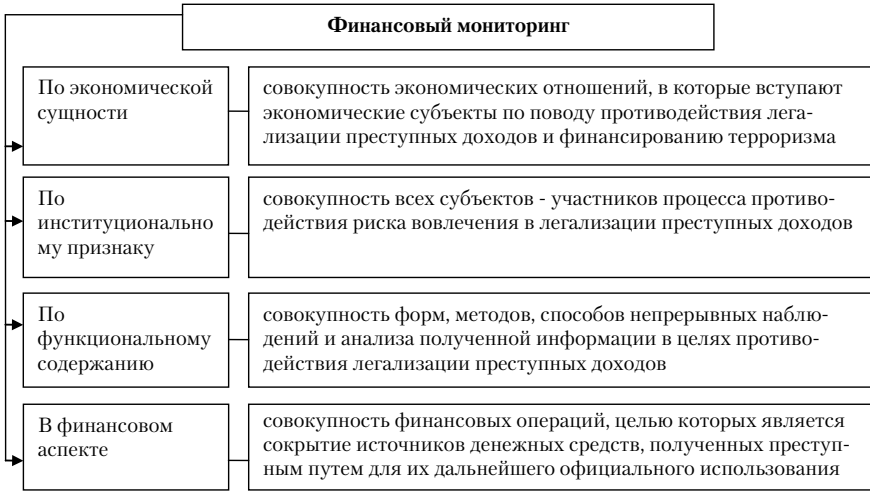 Финансовый мониторинг
По экономической
сущности
совокупность экономических отношений, в которые вступают
экономические субъекты по поводу противодействия лега-
лизации преступных доходов и финансированию терроризма
По
институционально
му признаку
совокупность всех субъектов - участников процесса противо-
действия риска вовлечения в легализации преступных доходов
По
функциональному
содержанию
совокупность форм, методов, способов непрерывных наблю-
дений и анализа полученной информации в целях противо-
действия легализации преступных доходов
В финансовом
аспекте
совокупность финансовых операций, целью которых является
сокрытие источников денежных средств, полученных преступ-
ным путем для их дальнейшего официального использования